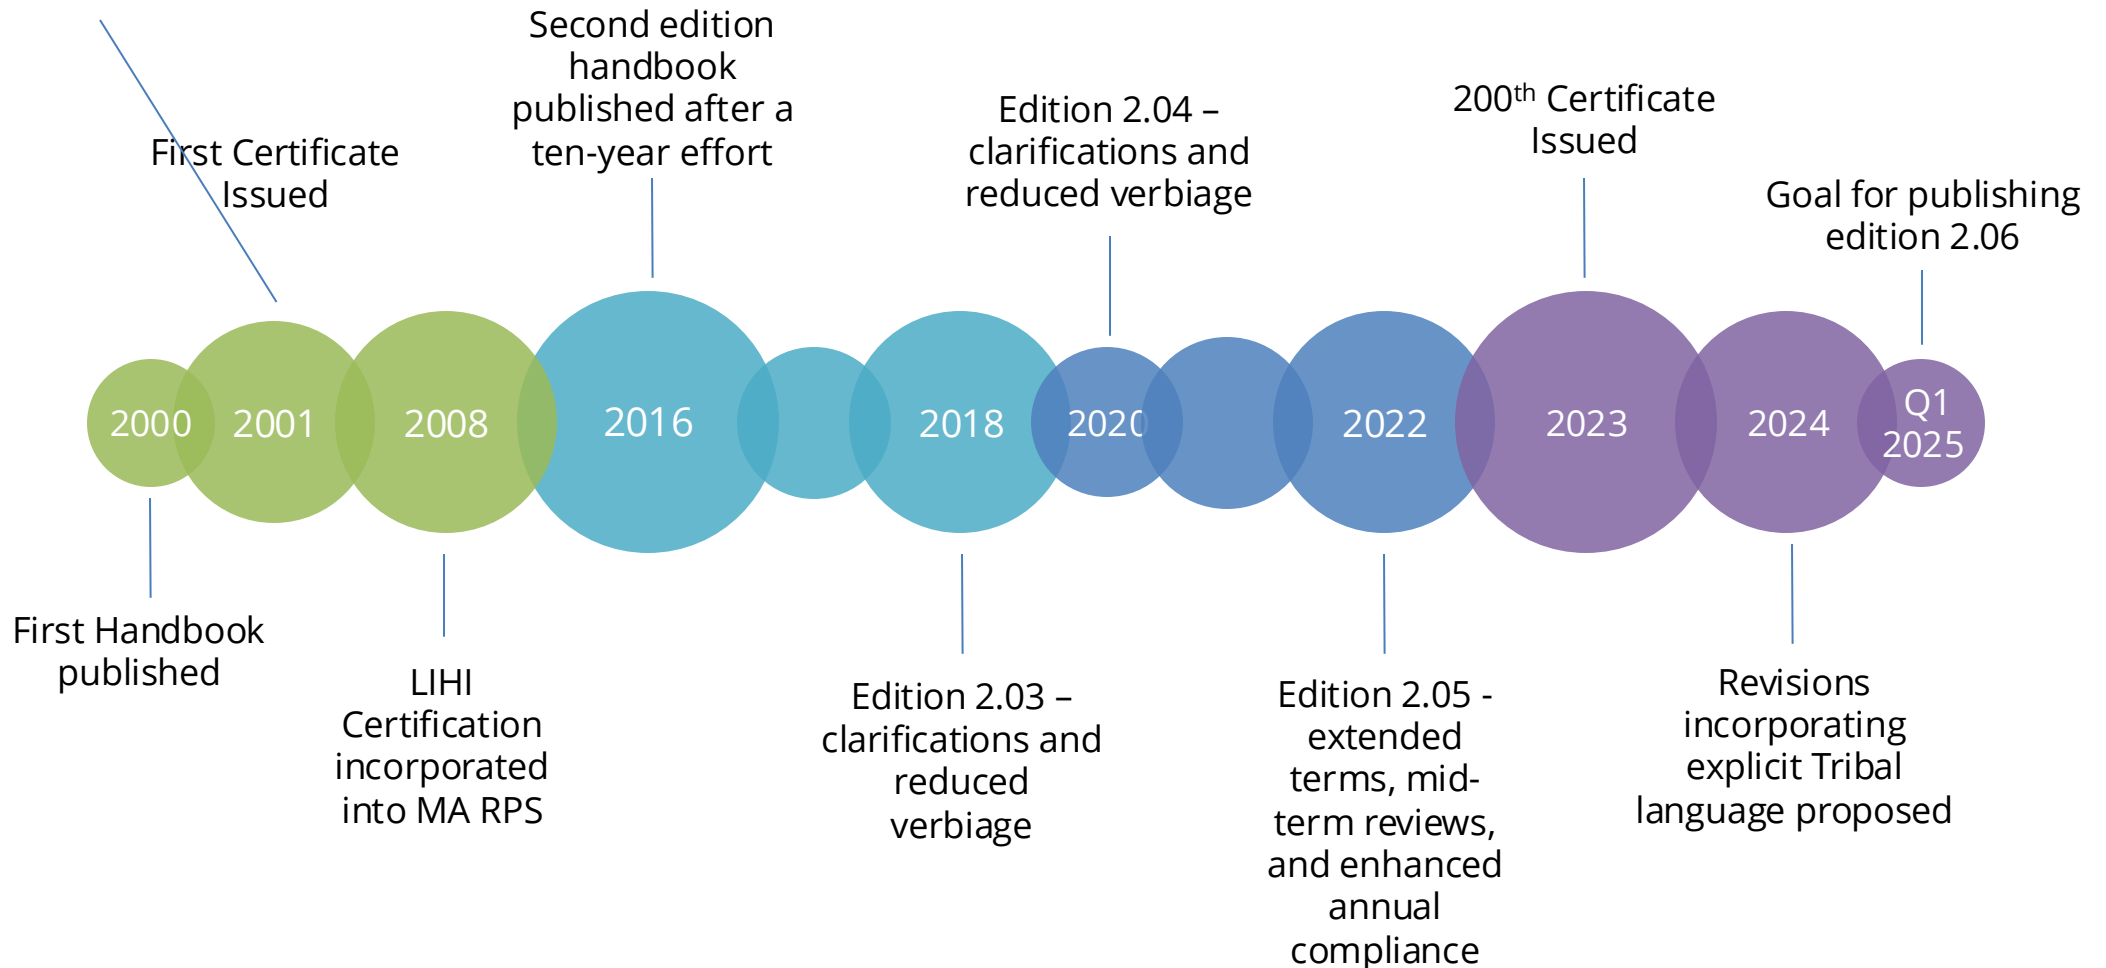 Second edition
handbook
published after a
ten-year effort
First Certificate
Issued
Edition 2.04 –
clarifications and
reduced verbiage
200th Certificate
Issued
Goal for publishing
edition 2.06
2000
2001
2008
2016
2018
2020
2022
2023
2024
Q1
2025
First Handbook
published
LIHI
Certification
incorporated
into MA RPS
Edition 2.03 –
clarifications and
reduced
verbiage
Edition 2.05 -
extended
terms, mid-
term reviews,
and enhanced
annual
compliance
Revisions
incorporating
explicit Tribal
language proposed